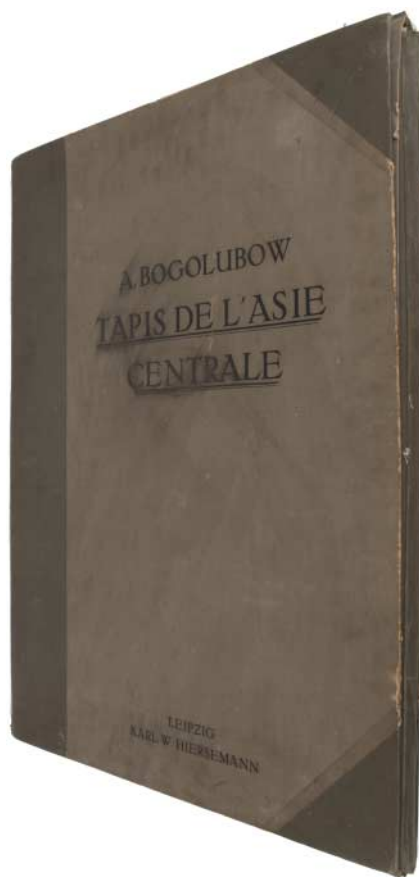 A. BOGOLUBOW
TAPIS DE L'ASIE
CENTRALE
LEIPZIG
KARL W. HIERSEMANN